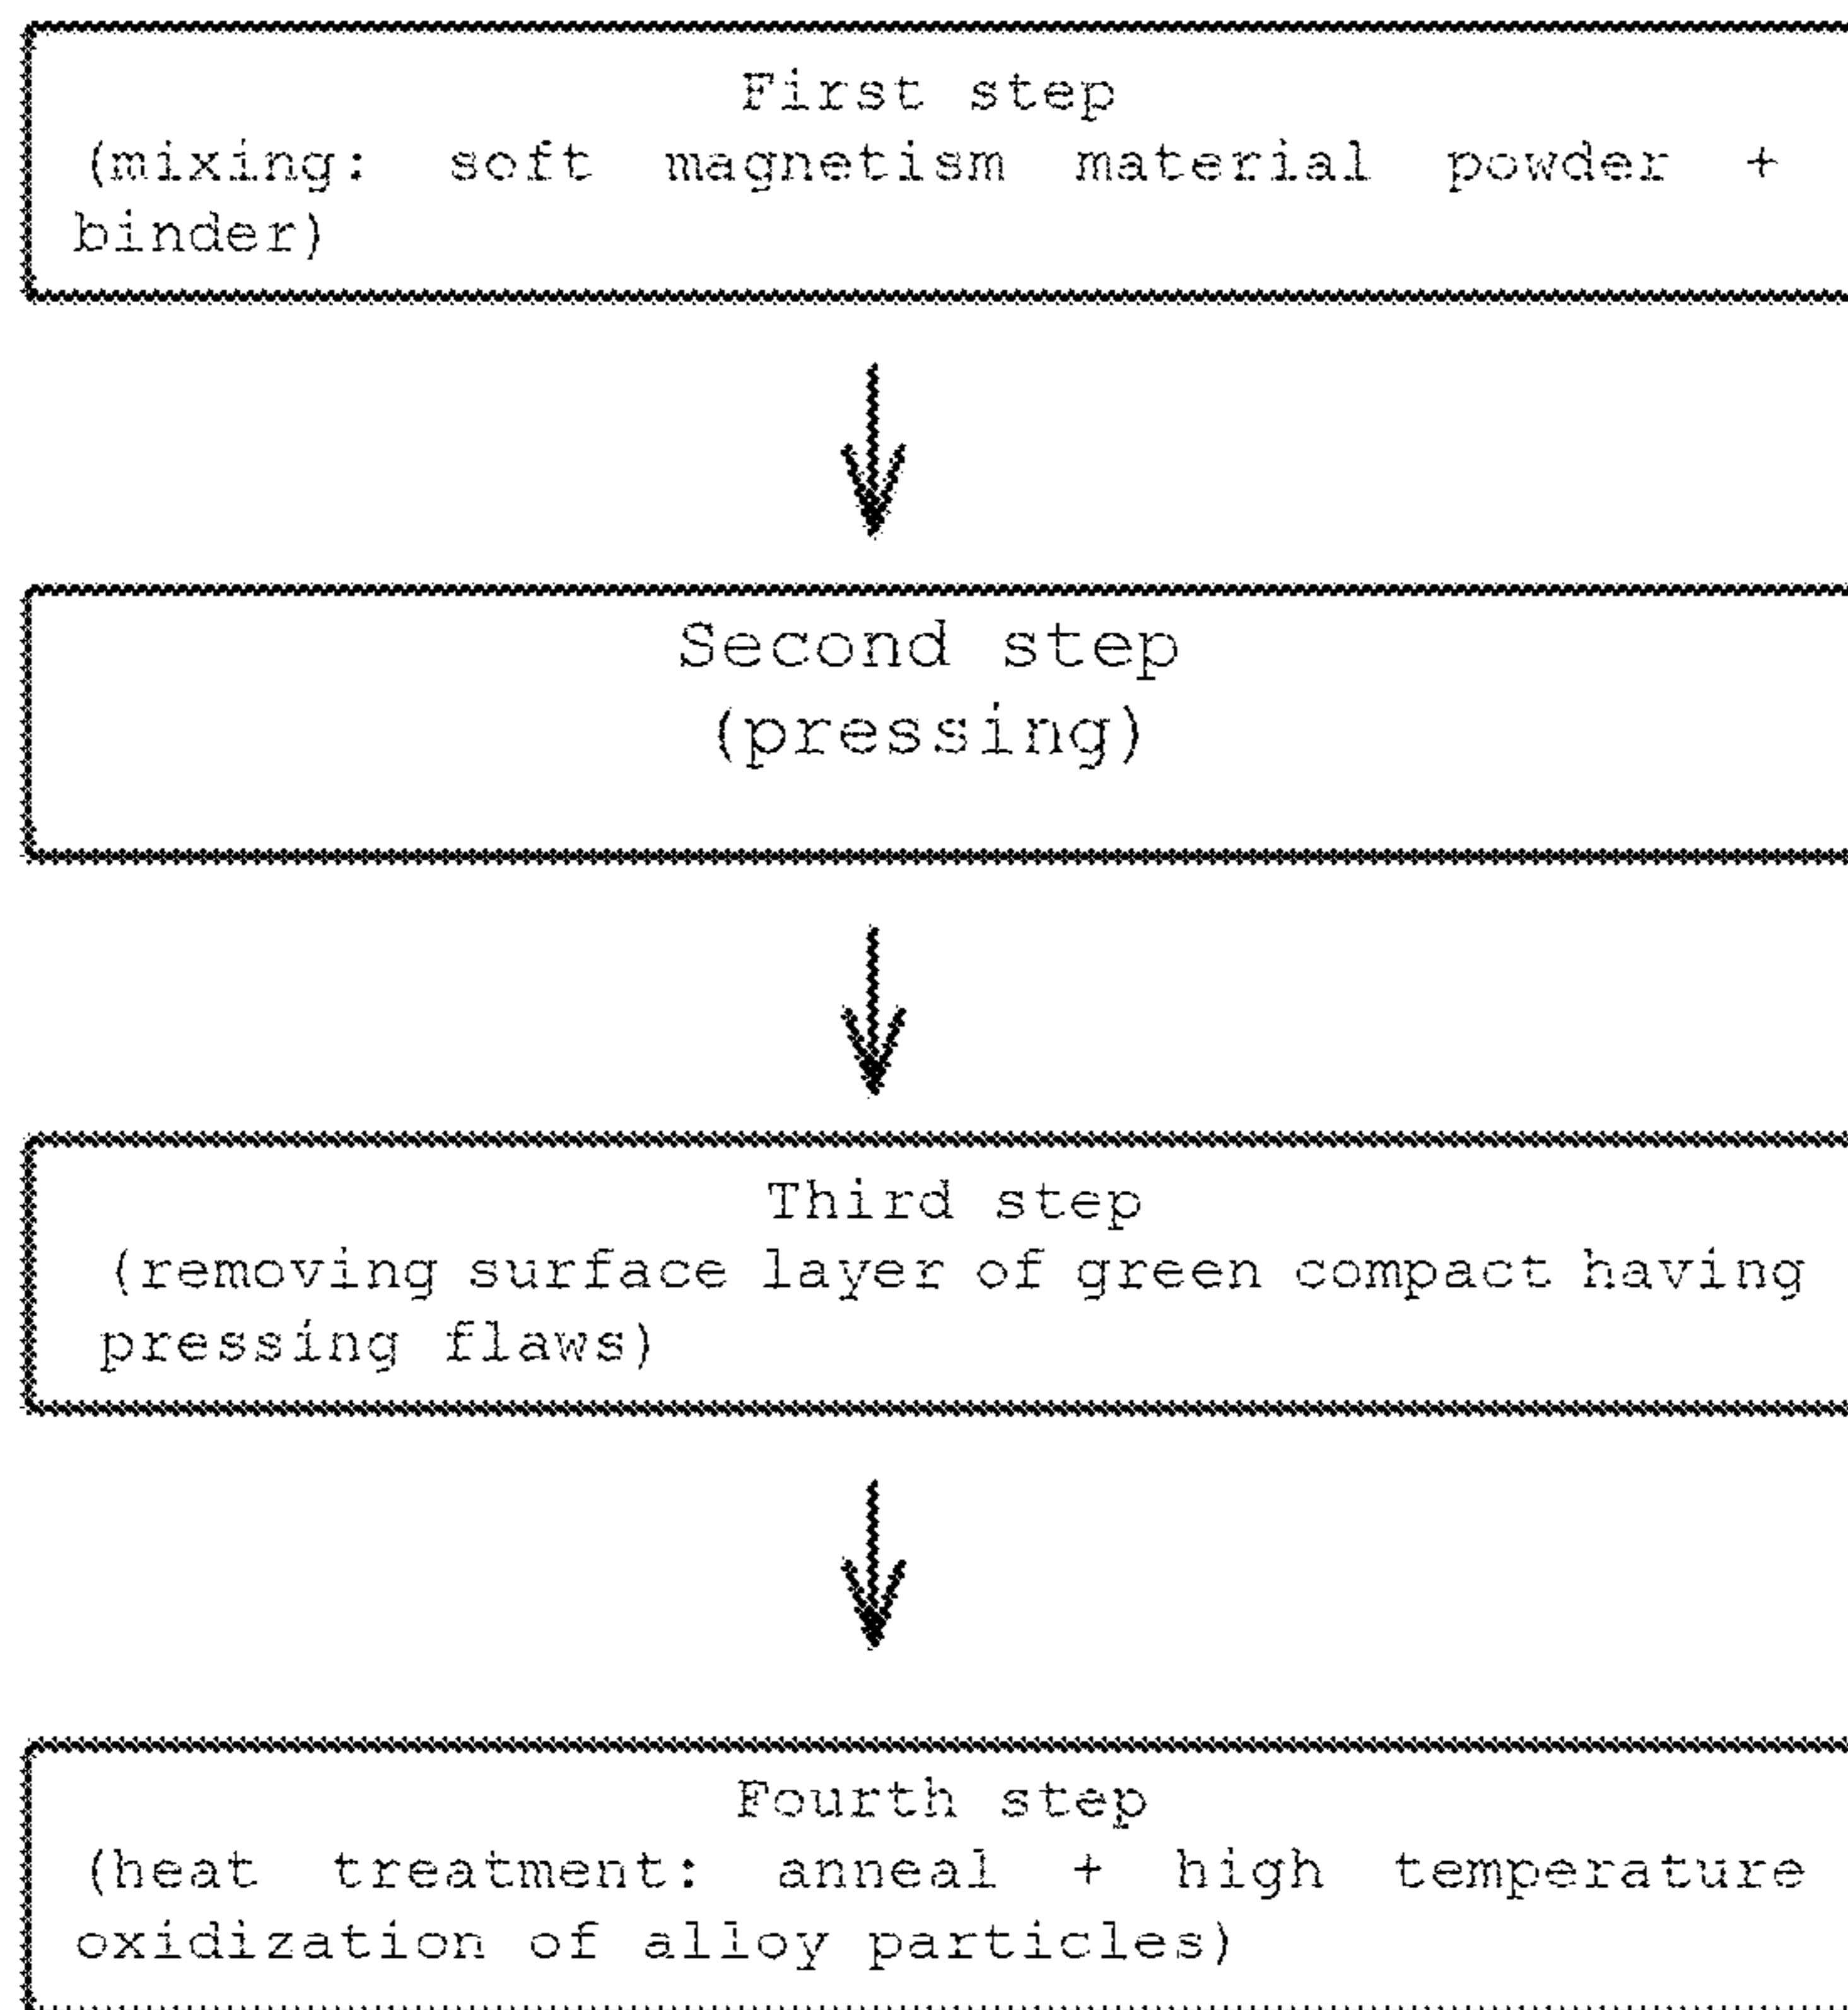 First step
(mixing: soft magnetism material powder +
binder)
Second step
(pressing)
Third step
(removing surface layer of green compact having
pressing flaws)
Fourth step
(heat treatment: anneal + high temperature
oxidization of alloy particles)